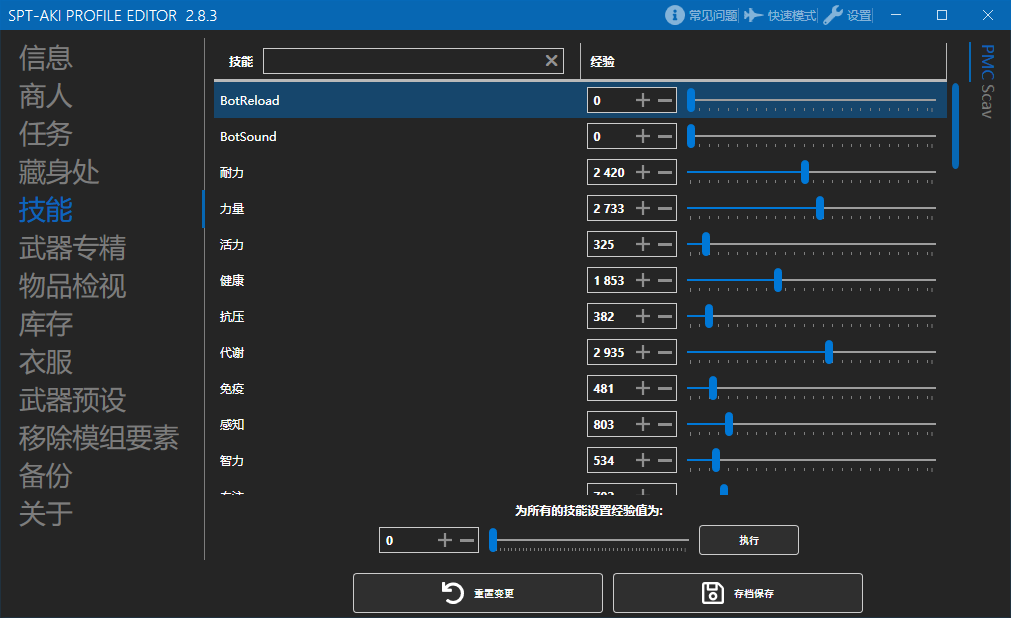 SPT-AKI PROFILE EDITOR 2.8.3
常见问题 快速模式 设置
信息
商人
任务
藏身处
技能
武器专精
物品检视
库存
衣服
武器预设
移除模组要素
备份
关于
技能 经验
BotReload 0
BotSound 0
耐力 2 420
力量 2 733
活力 325
健康 1 853
抗压 382
代谢 2 935
免疫 481
感知 803
智力 534
为所有的技能设置经验值为:
0 执行
重置变更 存档保存
PMC Scav